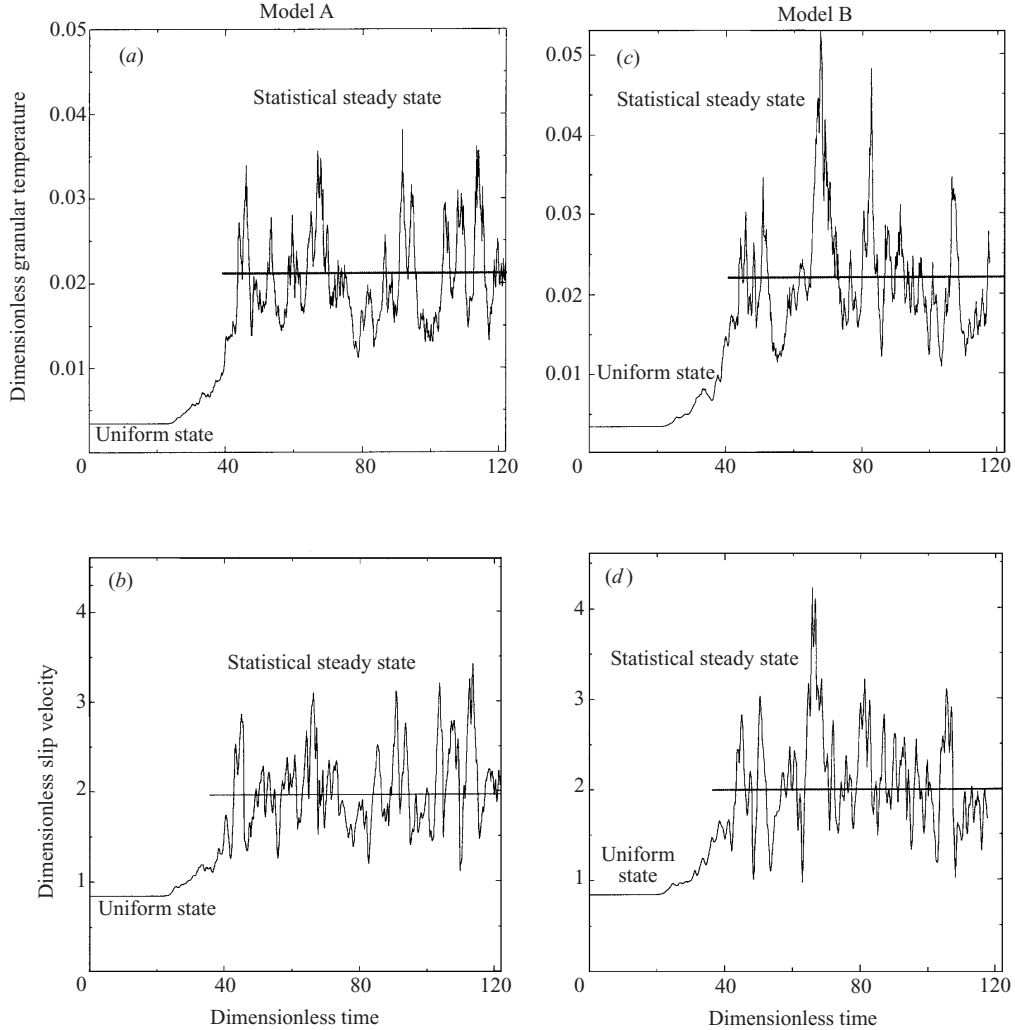 Model A
Model B
0.05
(a)
0.04
Statistical steady state
0.03
0.02
0.01
Uniform state
0
40
80
120
Dimensionless granular temperature
0.05
(c)
Statistical steady state
0.04
0.03
0.02
Uniform state
0.01
0
40
80
120
(b)
4
Statistical steady state
3
2
1
Uniform state
0
40
80
120
Dimensionless slip velocity
Dimensionless time
(d)
4
Statistical steady state
3
2
Uniform
state
1
0
40
80
120
Dimensionless time